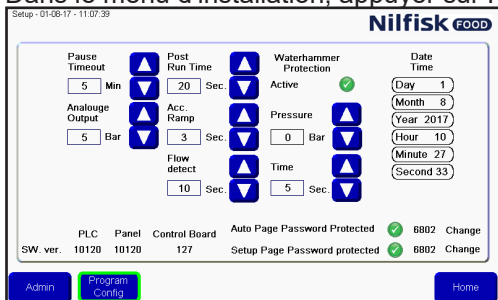 Dans le menu d'installation, appuyer sur
Setup - 01-08-17 - 11:07:39
Nilfisk FOOD
Pause Timeout
5 Min
Post Run Time
20 Sec.
Waterhammer Protection
Active
Date Time
Day 1
Month 8
Year 2017
Hour 10
Minute 27
Second 33
Analouge Output
5 Bar
Acc. Ramp
3 Sec.
Pressure
0 Bar
Flow detect
10 Sec.
Time
5 Sec.
PLC Panel Control Board
SW. ver. 10120 10120 127
Auto Page Password Protected 6802 Change
Setup Page Password protected 6802 Change
Admin
Program Config
Home